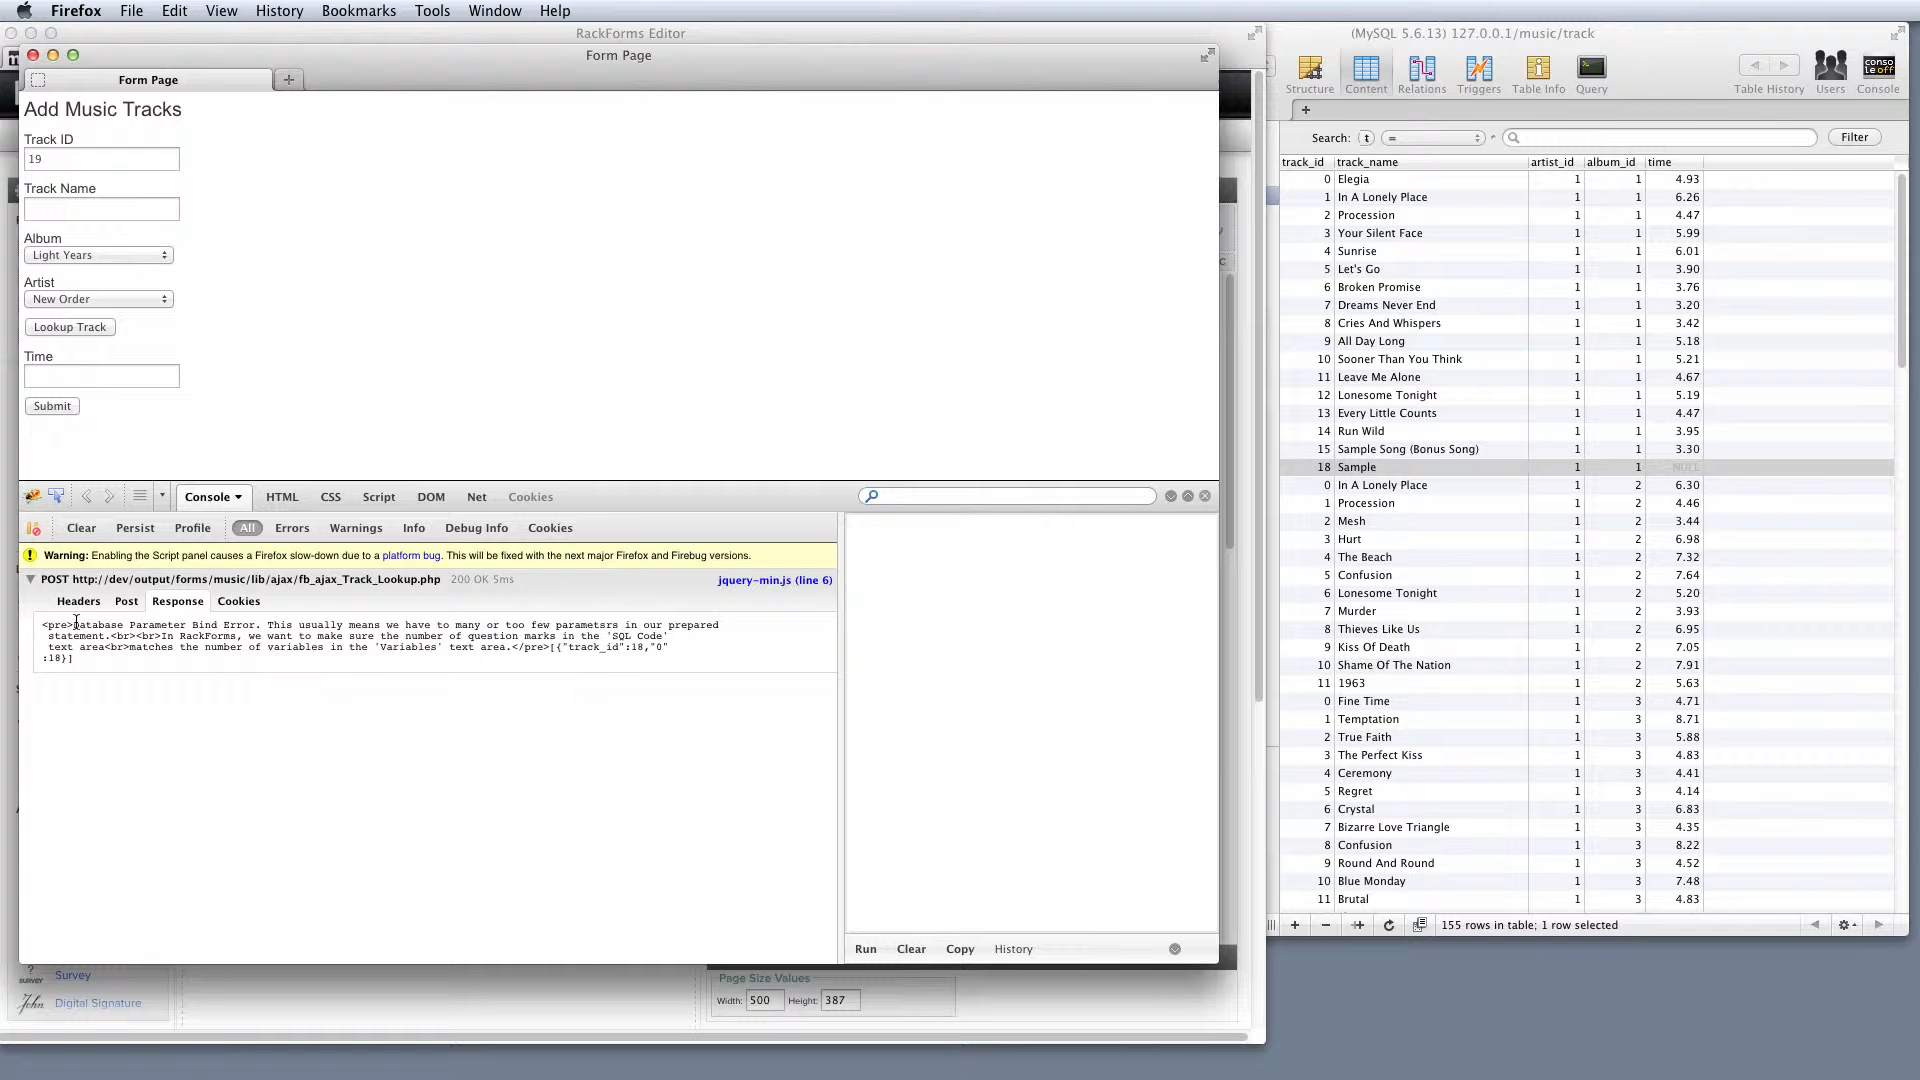 Firefox File Edit View History Bookmarks Tools Window Help
RackForms Editor
Form Page
Form Page
Add Music Tracks
Track ID
19
Track Name
Album
Light Years
Artist
New Order
Lookup Track
Time
Submit
Console HTML CSS Script DOM Net Cookies
Clear Persist Profile All Errors Warnings Info Debug Info Cookies
Warning: Enabling the Script panel causes a Firefox slow-down due to a platform bug. This will be fixed with the next major Firefox and Firebug versions.
POST http://dev/output/forms/music/lib/ajax/fb_ajax_Track_Lookup.php 200 OK 5ms jquery-min.js (line 6)
Headers Post Response Cookies
<pre>Database Parameter Bind Error. This usually means we have to many or too few parametsrs in our prepared
statement.<br><br>In RackForms, we want to make sure the number of question marks in the 'SQL Code'
text area<br>matches the number of variables in the 'Variables' text area.</pre>[{"track_id":18,"0"
:18}]
Run Clear Copy History
SURVEY Survey
John Digital Signature
Page Size Values
Width: 500 Height: 387
(MySQL 5.6.13) 127.0.0.1/music/track
Structure Content Relations Triggers Table Info Query Table History Users Console
conso
le off
Search: t = Filter
track_id track_name artist_id album_id time
0 Elegia 1 1 4.93
1 In A Lonely Place 1 1 6.26
2 Procession 1 1 4.47
3 Your Silent Face 1 1 5.99
4 Sunrise 1 1 6.01
5 Let's Go 1 1 3.90
6 Broken Promise 1 1 3.76
7 Dreams Never End 1 1 3.20
8 Cries And Whispers 1 1 3.42
9 All Day Long 1 1 5.18
10 Sooner Than You Think 1 1 5.21
11 Leave Me Alone 1 1 4.67
12 Lonesome Tonight 1 1 5.19
13 Every Little Counts 1 1 4.47
14 Run Wild 1 1 3.95
15 Sample Song (Bonus Song) 1 1 3.30
18 Sample 1 1 NULL
0 In A Lonely Place 1 2 6.30
1 Procession 1 2 4.46
2 Mesh 1 2 3.44
3 Hurt 1 2 6.98
4 The Beach 1 2 7.32
5 Confusion 1 2 7.64
6 Lonesome Tonight 1 2 5.20
7 Murder 1 2 3.93
8 Thieves Like Us 1 2 6.95
9 Kiss Of Death 1 2 7.05
10 Shame Of The Nation 1 2 7.91
11 1963 1 2 5.63
0 Fine Time 1 3 4.71
1 Temptation 1 3 8.71
2 True Faith 1 3 5.88
3 The Perfect Kiss 1 3 4.83
4 Ceremony 1 3 4.41
5 Regret 1 3 4.14
6 Crystal 1 3 6.83
7 Bizarre Love Triangle 1 3 4.35
8 Confusion 1 3 8.22
9 Round And Round 1 3 4.52
10 Blue Monday 1 3 7.48
11 Brutal 1 3 4.83
155 rows in table; 1 row selected